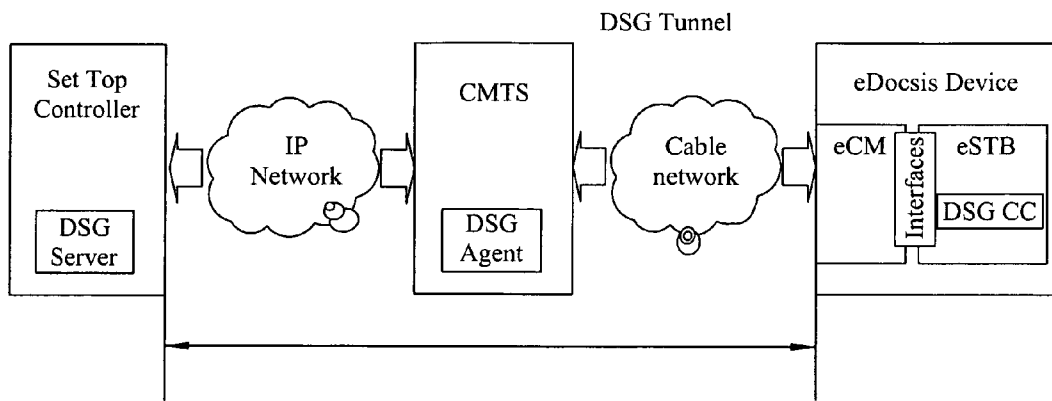 DSG Tunnel
Set Top
Controller
DSG
Server
IP
Network
CMTS
DSG
Agent
Cable
network
eDocsis Device
eCM
Interfaces
eSTB
DSG CC